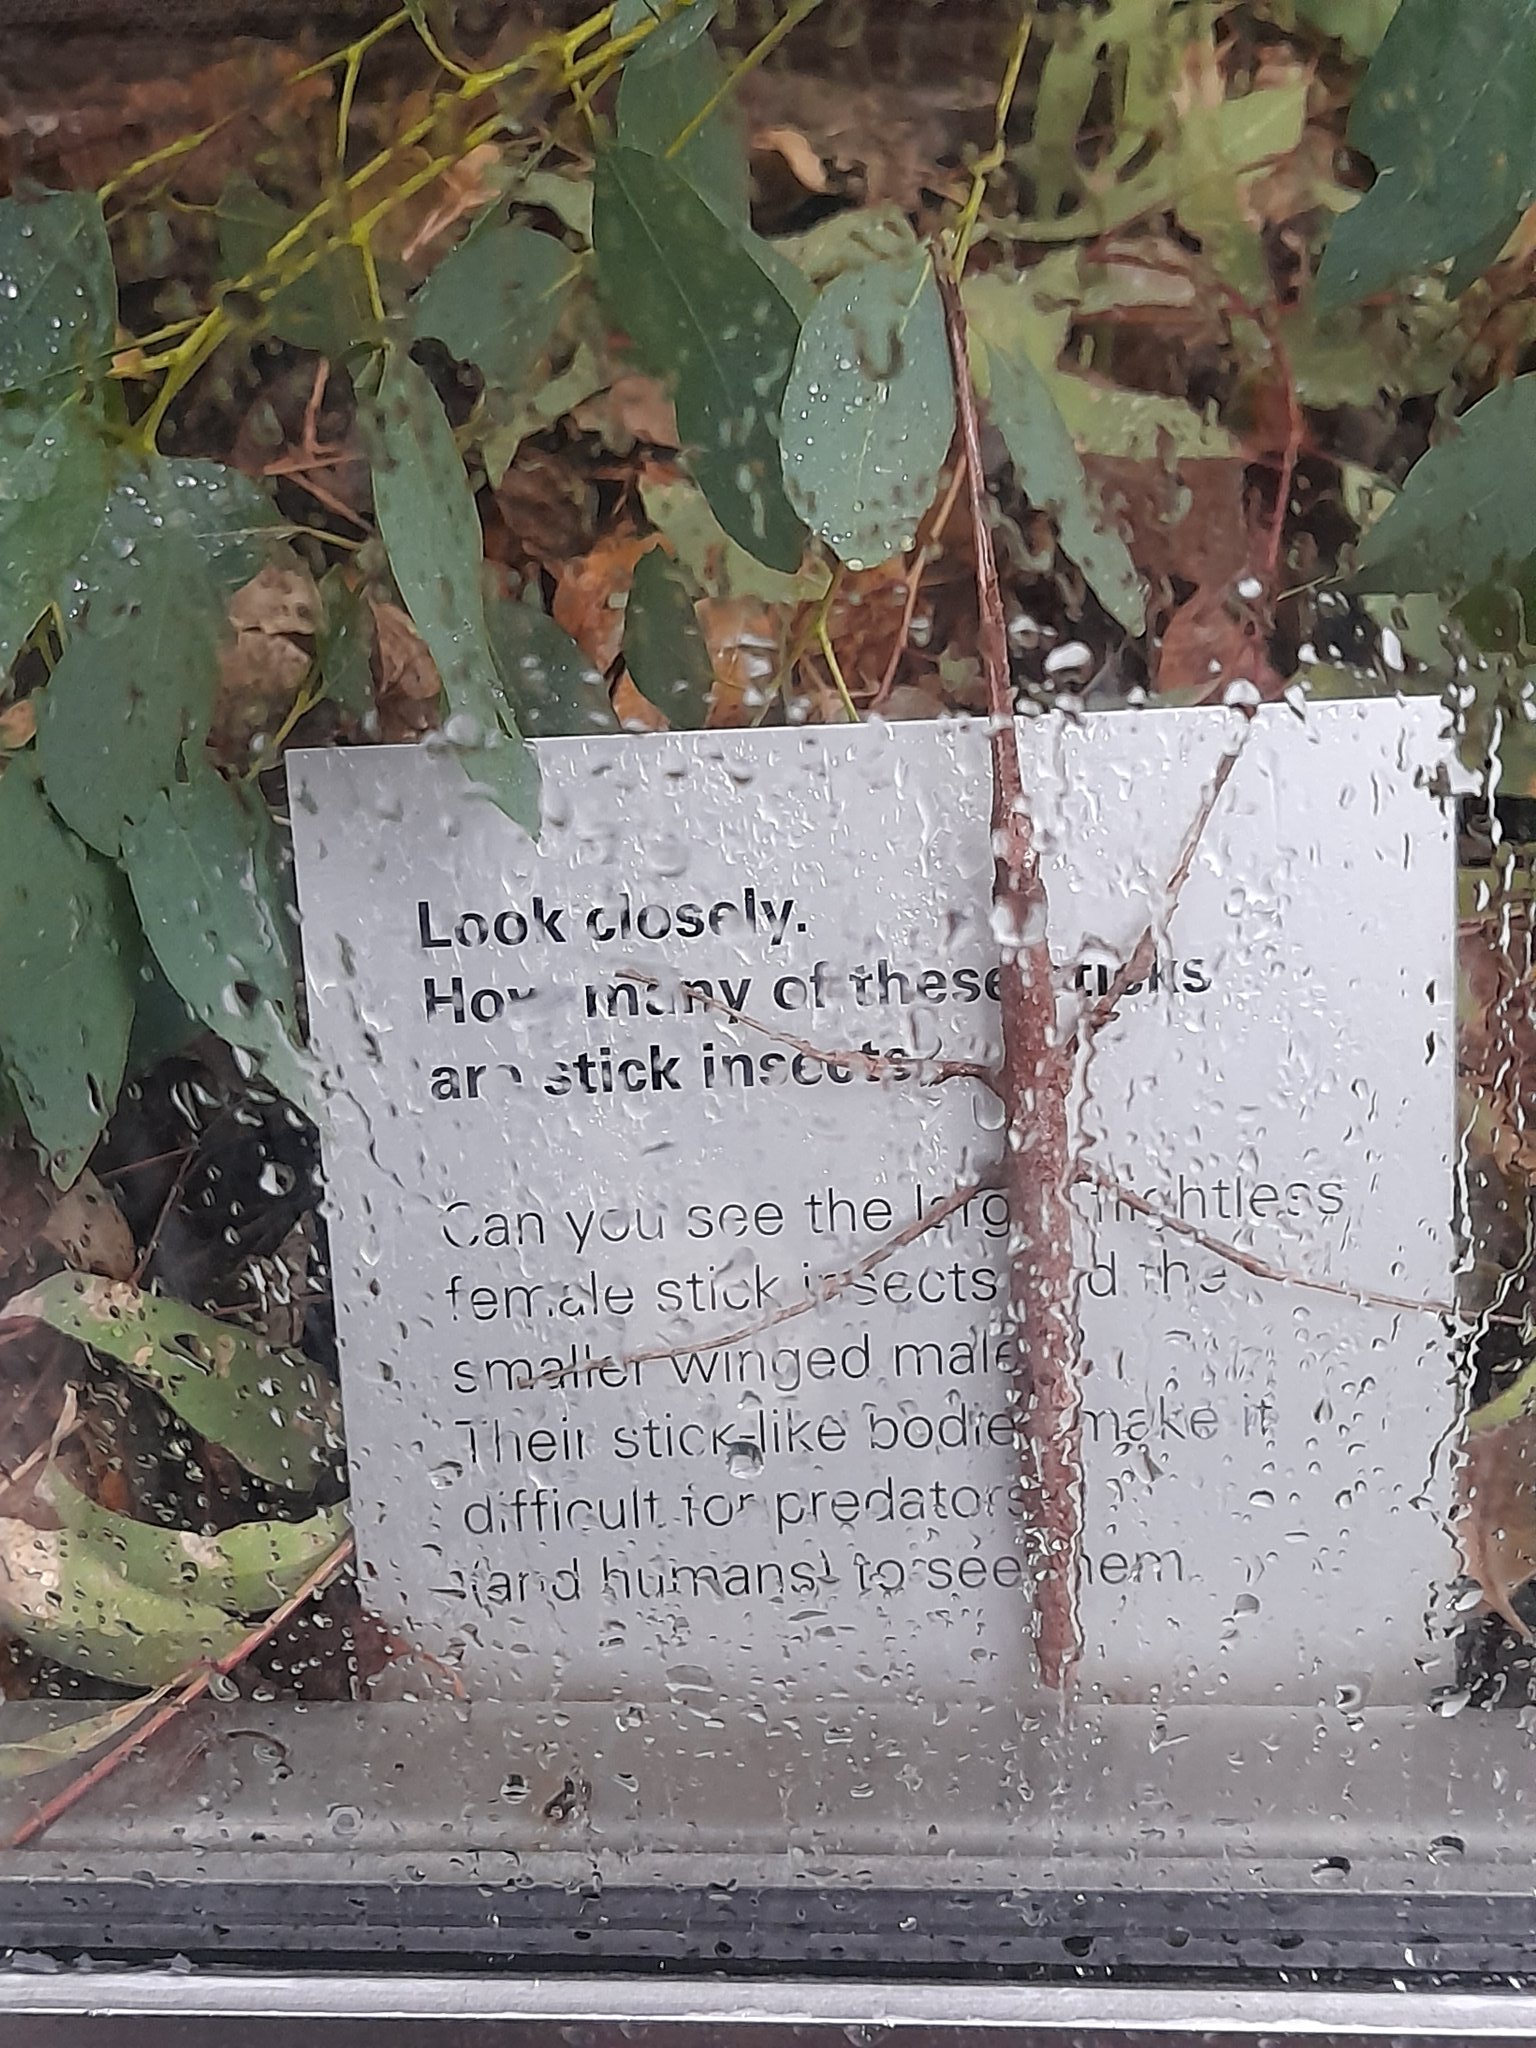 Look closely.
How many of these sticks
are stick insects
Can you see the large flightless
female stick insects and the
smaller winged males
Their stick-like bodies make it
difficult for predators
(and humans) to see them